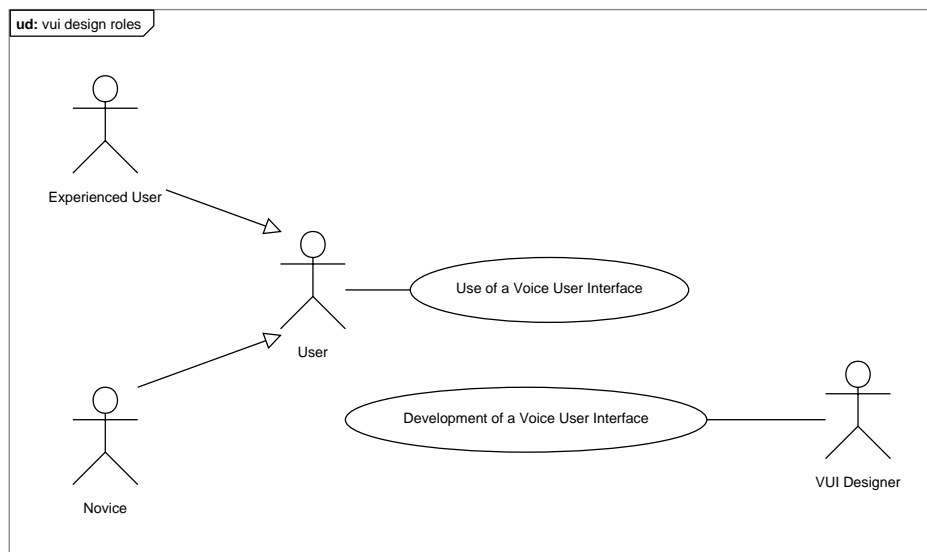 ud: vui design roles
Experienced User
Use of a Voice User Interface
User
Development of a Voice User Interface
VUI Designer
Novice